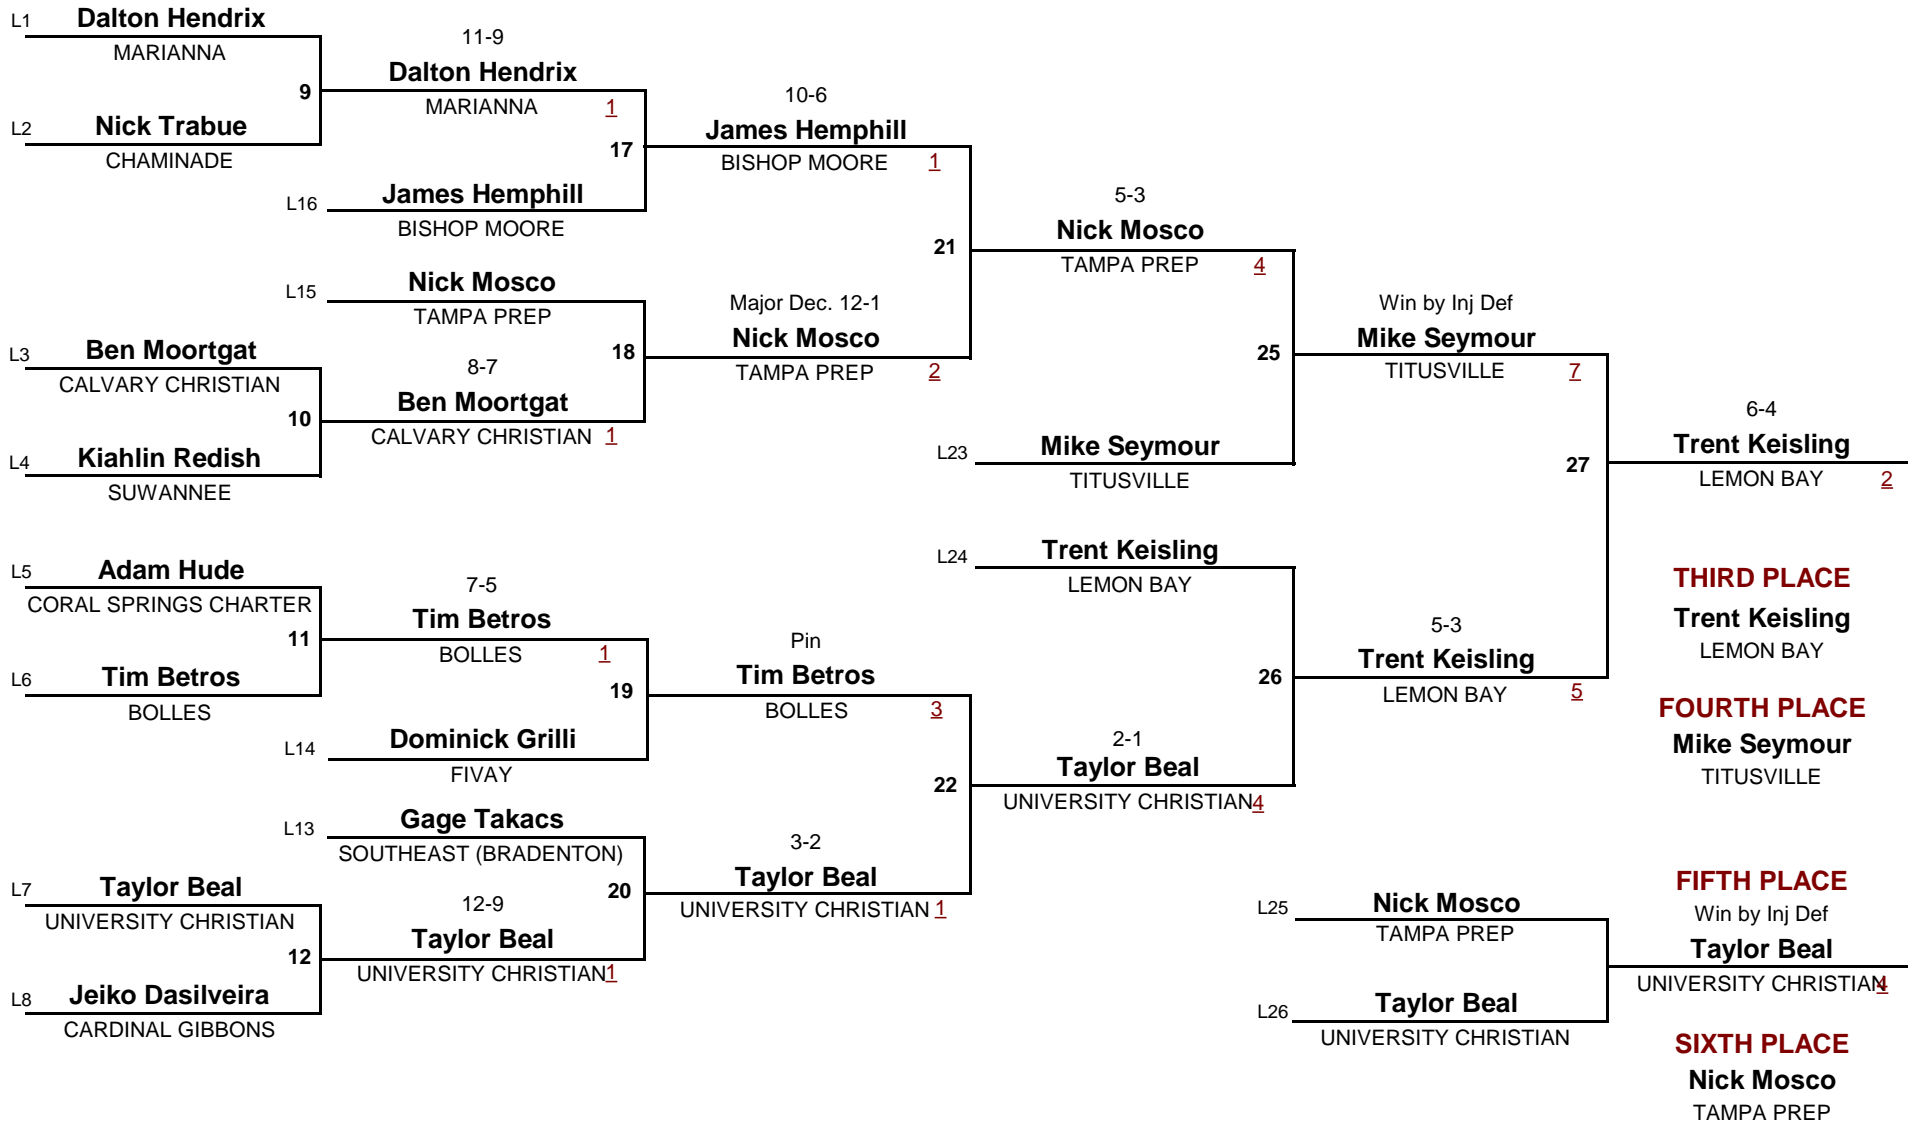 L1 Dalton Hendrix
MARIANNA
9
L2 Nick Trabue
CHAMINADE
11-9
Dalton Hendrix
MARIANNA 1
17
L16 James Hemphill
BISHOP MOORE
10-6
James Hemphill
BISHOP MOORE 1
21
L15 Nick Mosco
TAMPA PREP
18
L3 Ben Moortgat
CALVARY CHRISTIAN
10
L4 Kiahlin Redish
SUWANNEE
8-7
Ben Moortgat
CALVARY CHRISTIAN 1
Major Dec. 12-1
Nick Mosco
TAMPA PREP 2
5-3
Nick Mosco
TAMPA PREP 4
25
L23 Mike Seymour
TITUSVILLE
Win by Inj Def
Mike Seymour
TITUSVILLE 7
27
6-4
Trent Keisling
LEMON BAY 2
L5 Adam Hude
CORAL SPRINGS CHARTER
11
L6 Tim Betros
BOLLES
7-5
Tim Betros
BOLLES 1
19
L14 Dominick Grilli
FIVAY
Pin
Tim Betros
BOLLES 3
22
L13 Gage Takacs
SOUTHEAST (BRADENTON)
20
L7 Taylor Beal
UNIVERSITY CHRISTIAN
12
L8 Jeiko Dasilveira
CARDINAL GIBBONS
12-9
Taylor Beal
UNIVERSITY CHRISTIAN 1
3-2
Taylor Beal
UNIVERSITY CHRISTIAN 1
L24 Trent Keisling
LEMON BAY
26
2-1
Taylor Beal
UNIVERSITY CHRISTIAN 4
5-3
Trent Keisling
LEMON BAY 5
THIRD PLACE
Trent Keisling
LEMON BAY
FOURTH PLACE
Mike Seymour
TITUSVILLE
L25 Nick Mosco
TAMPA PREP
L26 Taylor Beal
UNIVERSITY CHRISTIAN
FIFTH PLACE
Win by Inj Def
Taylor Beal
UNIVERSITY CHRISTIAN 4
SIXTH PLACE
Nick Mosco
TAMPA PREP